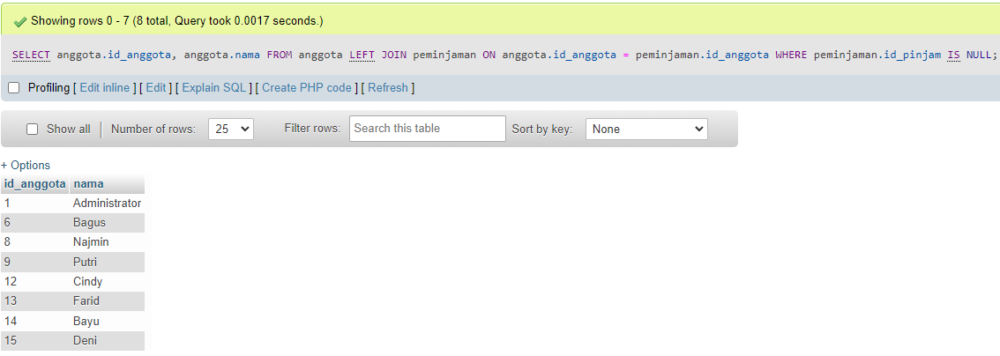 Showing rows 0 - 7 (8 total, Query took 0.0017 seconds.)
SELECT anggota.id_anggota, anggota.nama FROM anggota LEFT JOIN peminjaman ON anggota.id_anggota = peminjaman.id_anggota WHERE peminjaman.id_pinjam IS NULL;
Profiling [ Edit inline ] [ Edit ] [ Explain SQL ] [ Create PHP code ] [ Refresh ]
Show all Number of rows: 25 Filter rows: Search this table Sort by key: None
+ Options
id_anggota nama
1 Administrator
6 Bagus
8 Najmin
9 Putri
12 Cindy
13 Farid
14 Bayu
15 Deni